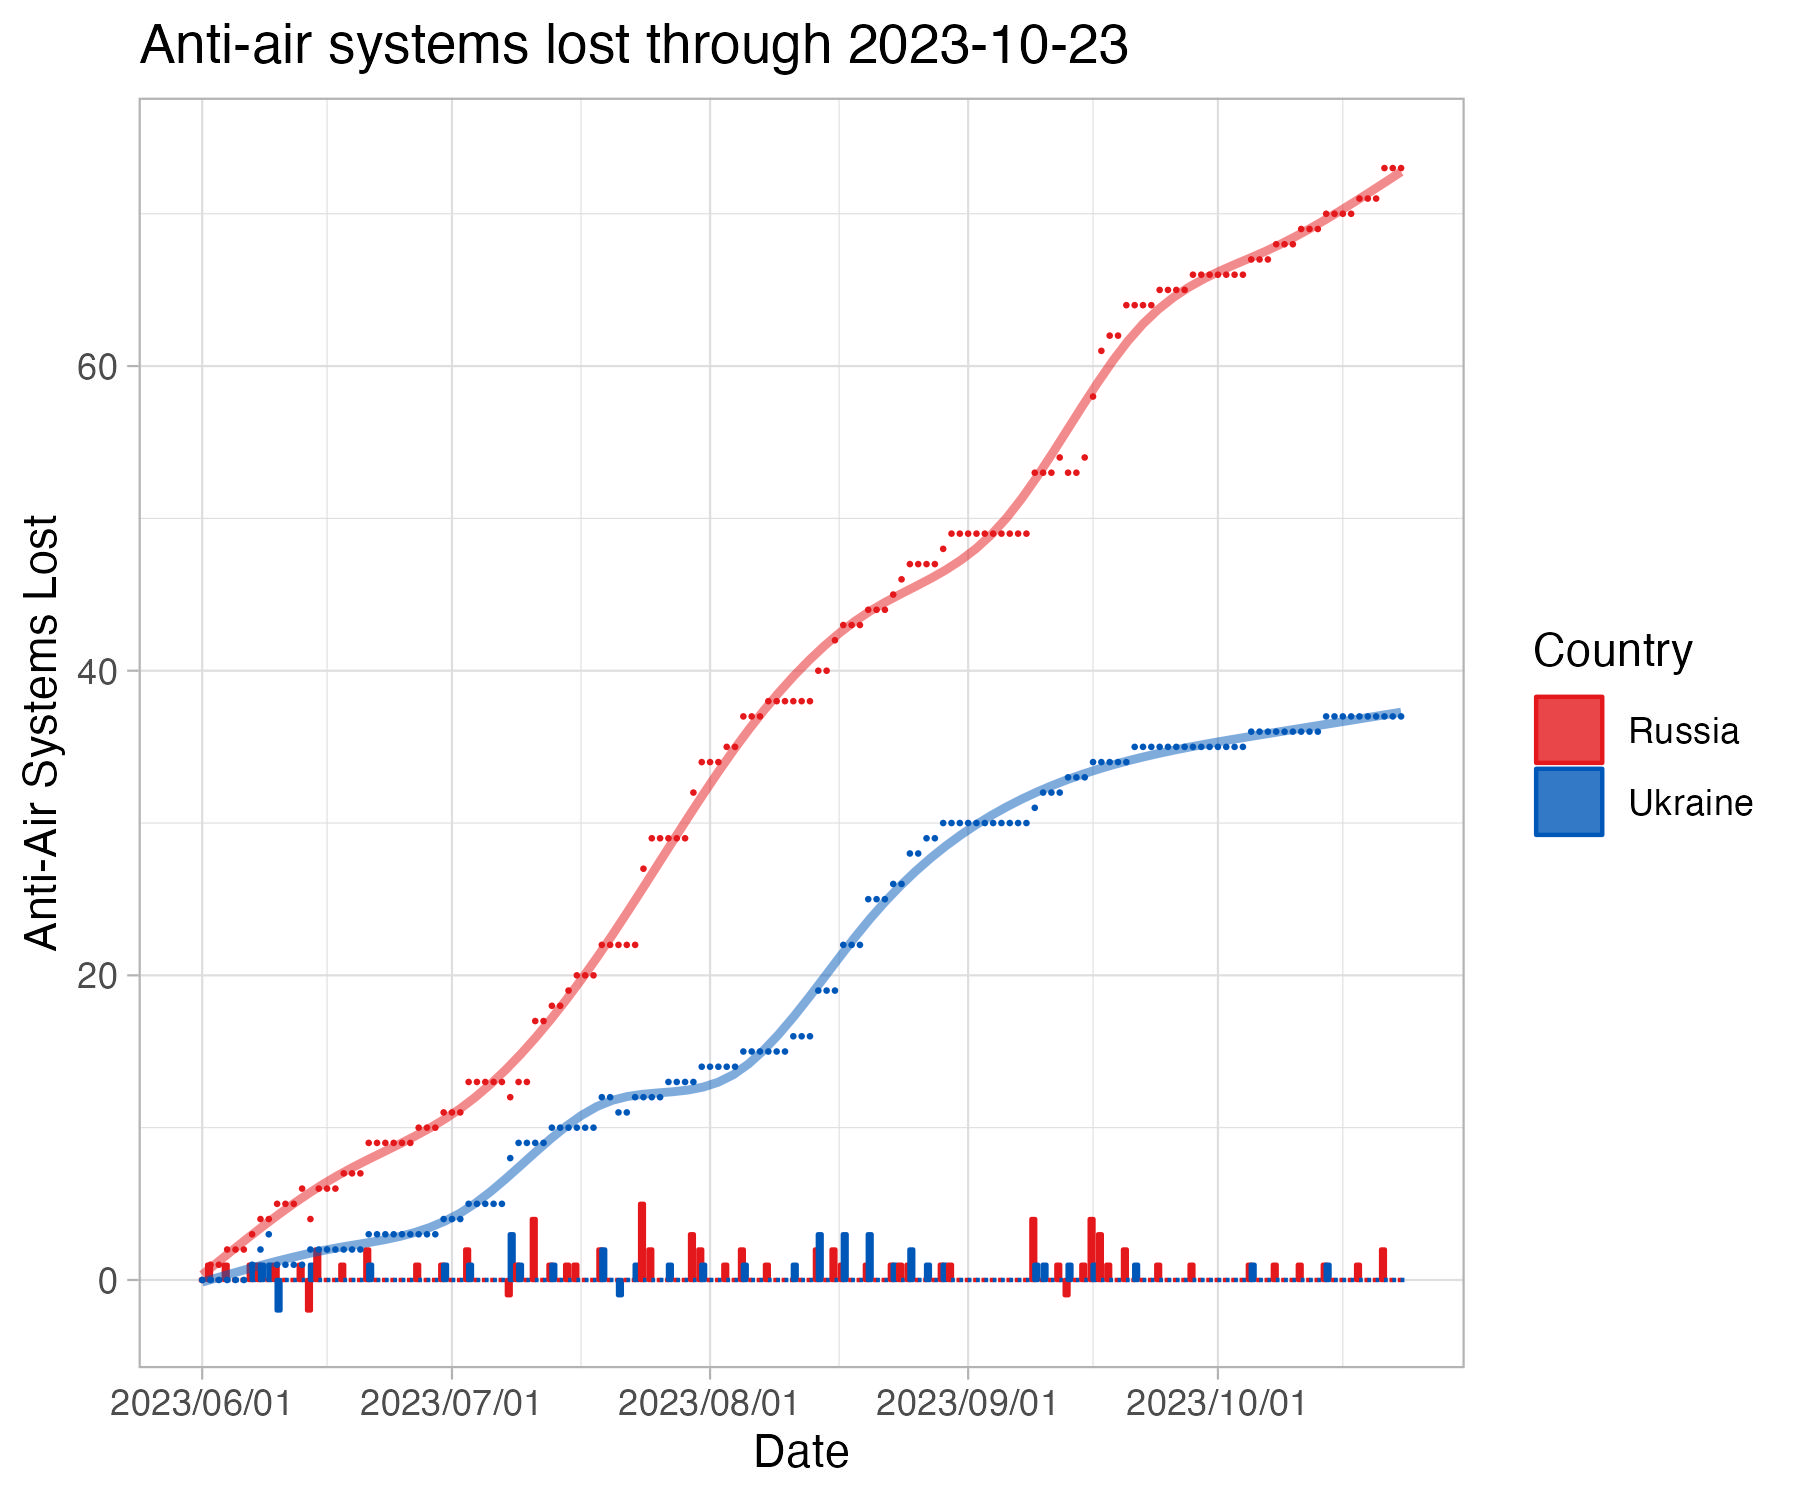 Anti-air systems lost through 2023-10-23
Anti-Air Systems Lost
60
40
20
0
2023/06/01 2023/07/01 2023/08/01 2023/09/01 2023/10/01
Date
Country
Russia
Ukraine